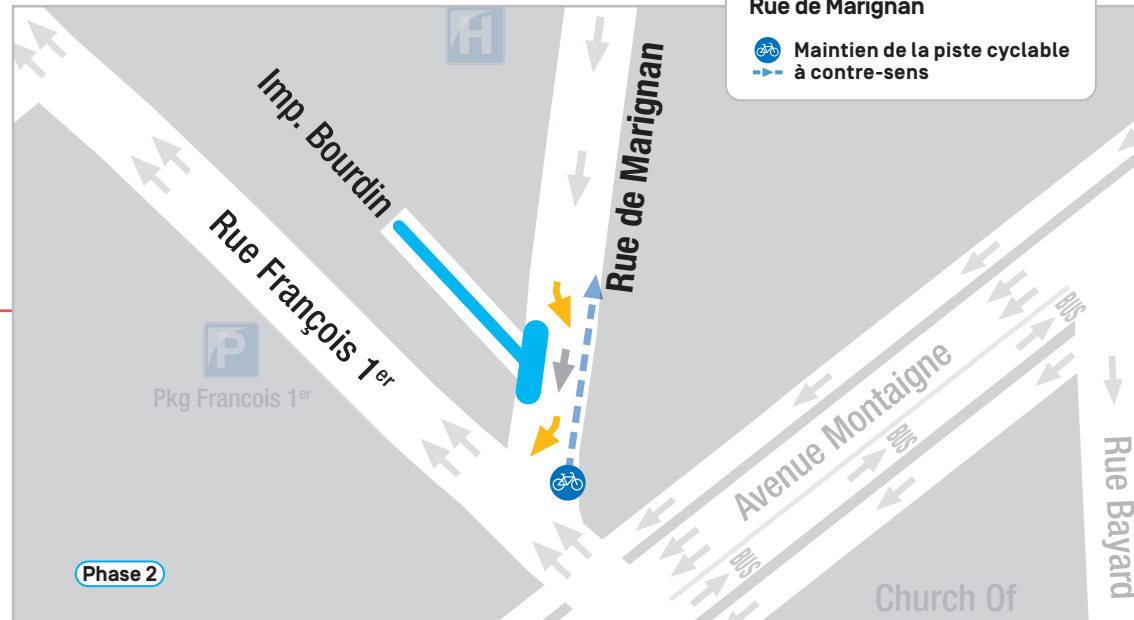 Rue de Marignan
Maintien de la piste cyclable
à contre-sens
H
Imp. Bourdin
Rue de Marignan
Rue François 1er
P
Pkg Francois 1er
BUS
Avenue Montaigne
BUS
BUS
Rue Bayard
Phase 2
Church Of